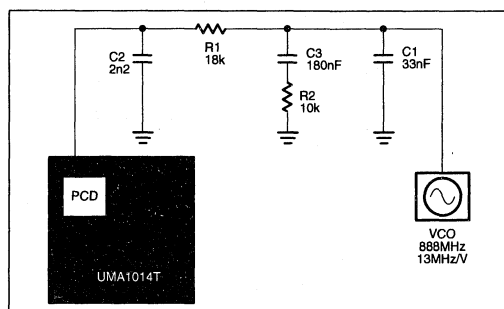 C2
2n2
R1
18k
C3
180nF
R2
10k
C1
33nF
PCD
UMA1014T
VCO
888MHz
13MHz/V